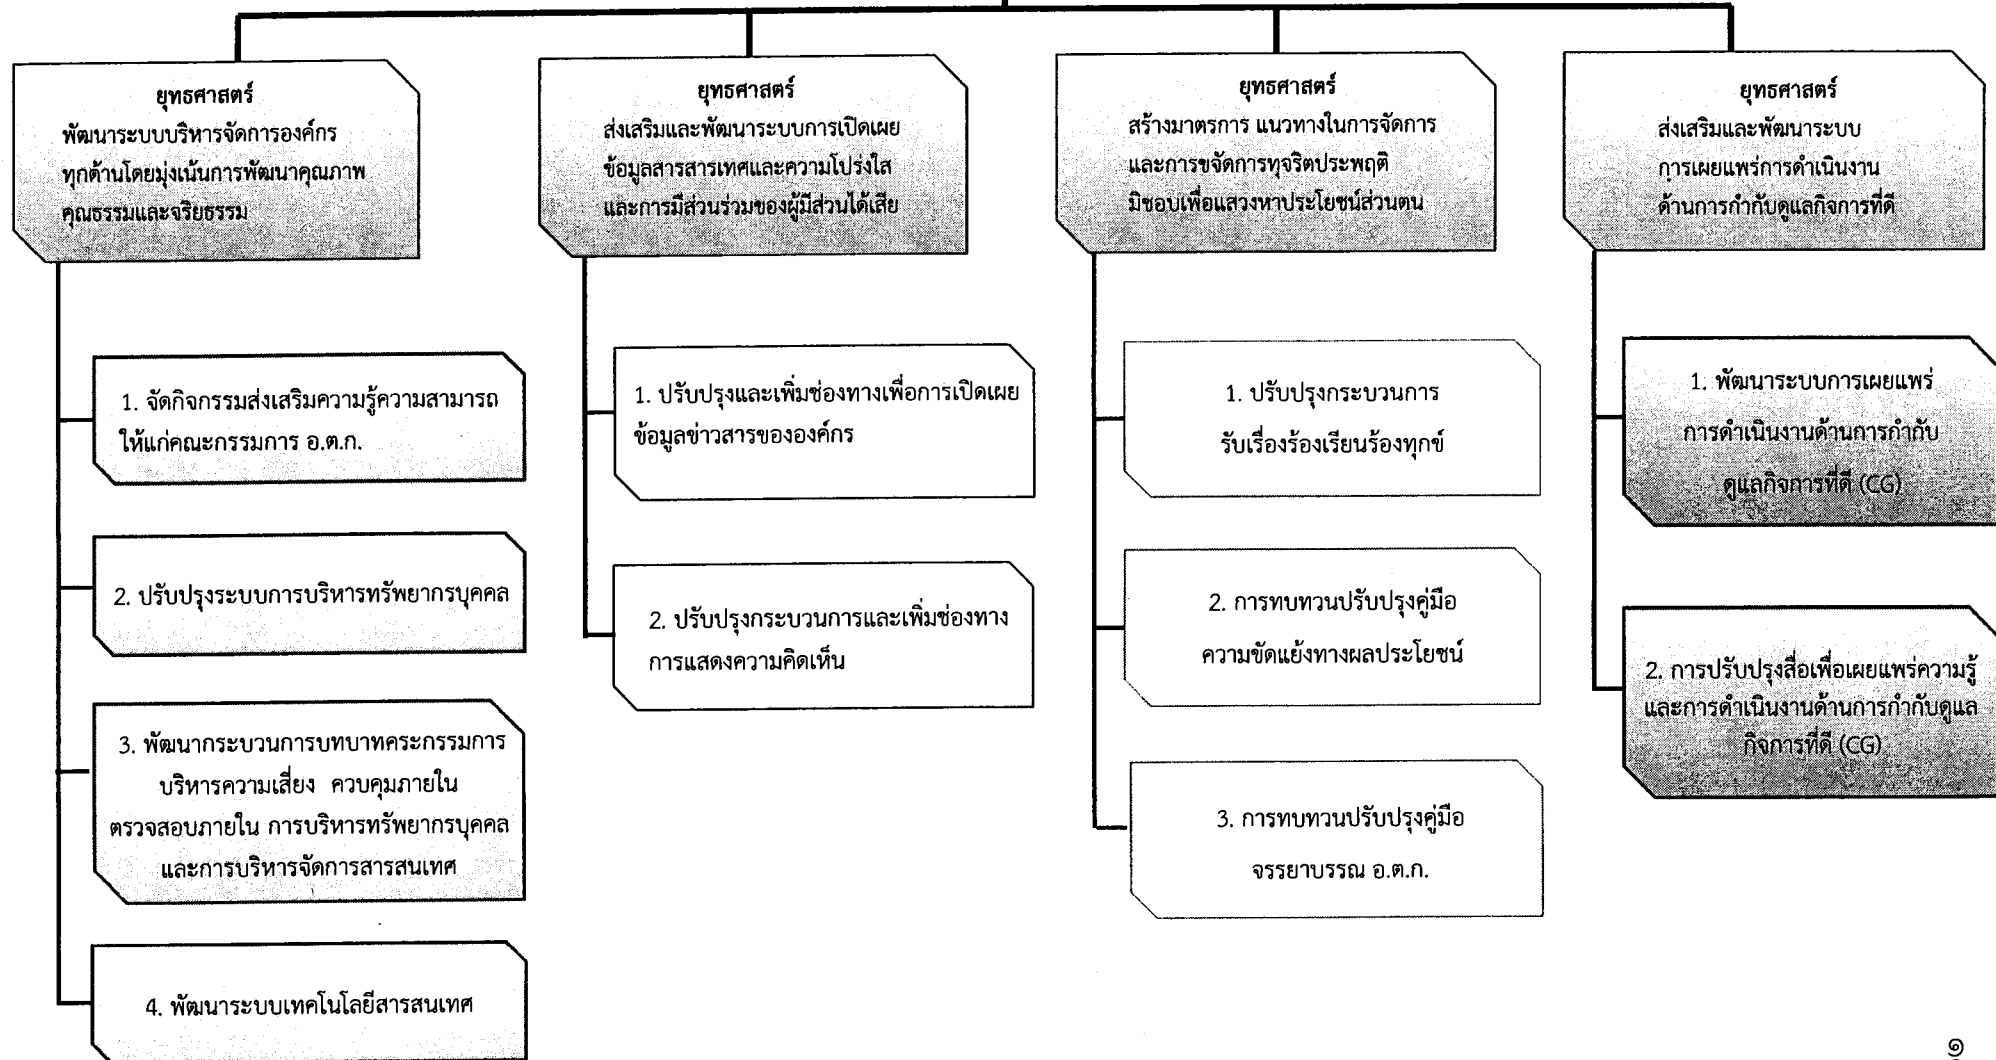 ยุทธศาสตร์
พัฒนาระบบบริหารจัดการองค์กร
ทุกด้านโดยมุ่งเน้นการพัฒนาคุณภาพ
คุณธรรมและจริยธรรม
1. จัดกิจกรรมส่งเสริมความรู้ความสามารถ
ให้แก่คณะกรรมการ อ.ต.ก.
2. ปรับปรุงระบบการบริหารทรัพยากรบุคคล
3. พัฒนากระบวนการบทบาทคระกรรมการ
บริหารความเสี่ยง ควบคุมภายใน
ตรวจสอบภายใน การบริหารทรัพยากรบุคคล
และการบริหารจัดการสารสนเทศ
4. พัฒนาระบบเทคโนโลยีสารสนเทศ
ยุทธศาสตร์
ส่งเสริมและพัฒนาระบบการเปิดเผย
ข้อมูลสารสารเทศและความโปร่งใส
และการมีส่วนร่วมของผู้มีส่วนได้เสีย
1. ปรับปรุงและเพิ่มช่องทางเพื่อการเปิดเผย
ข้อมูลข่าวสารขององค์กร
2. ปรับปรุงกระบวนการและเพิ่มช่องทาง
การแสดงความคิดเห็น
ยุทธศาสตร์
สร้างมาตรการ แนวทางในการจัดการ
และการขจัดการทุจริตประพฤติ
มิชอบเพื่อแสวงหาประโยชน์ส่วนตน
1. ปรับปรุงกระบวนการ
รับเรื่องร้องเรียนร้องทุกข์
2. การทบทวนปรับปรุงคู่มือ
ความขัดแย้งทางผลประโยชน์
3. การทบทวนปรับปรุงคู่มือ
จรรยาบรรณ อ.ต.ก.
ยุทธศาสตร์
ส่งเสริมและพัฒนาระบบ
การเผยแพร่การดำเนินงาน
ด้านการกำกับดูแลกิจการที่ดี
1. พัฒนาระบบการเผยแพร่
การดำเนินงานด้านการกำกับ
ดูแลกิจการที่ดี (CG)
2. การปรับปรุงสื่อเพื่อเผยแพร่ความรู้
และการดำเนินงานด้านการกำกับดูแล
กิจการที่ดี (CG)
๑